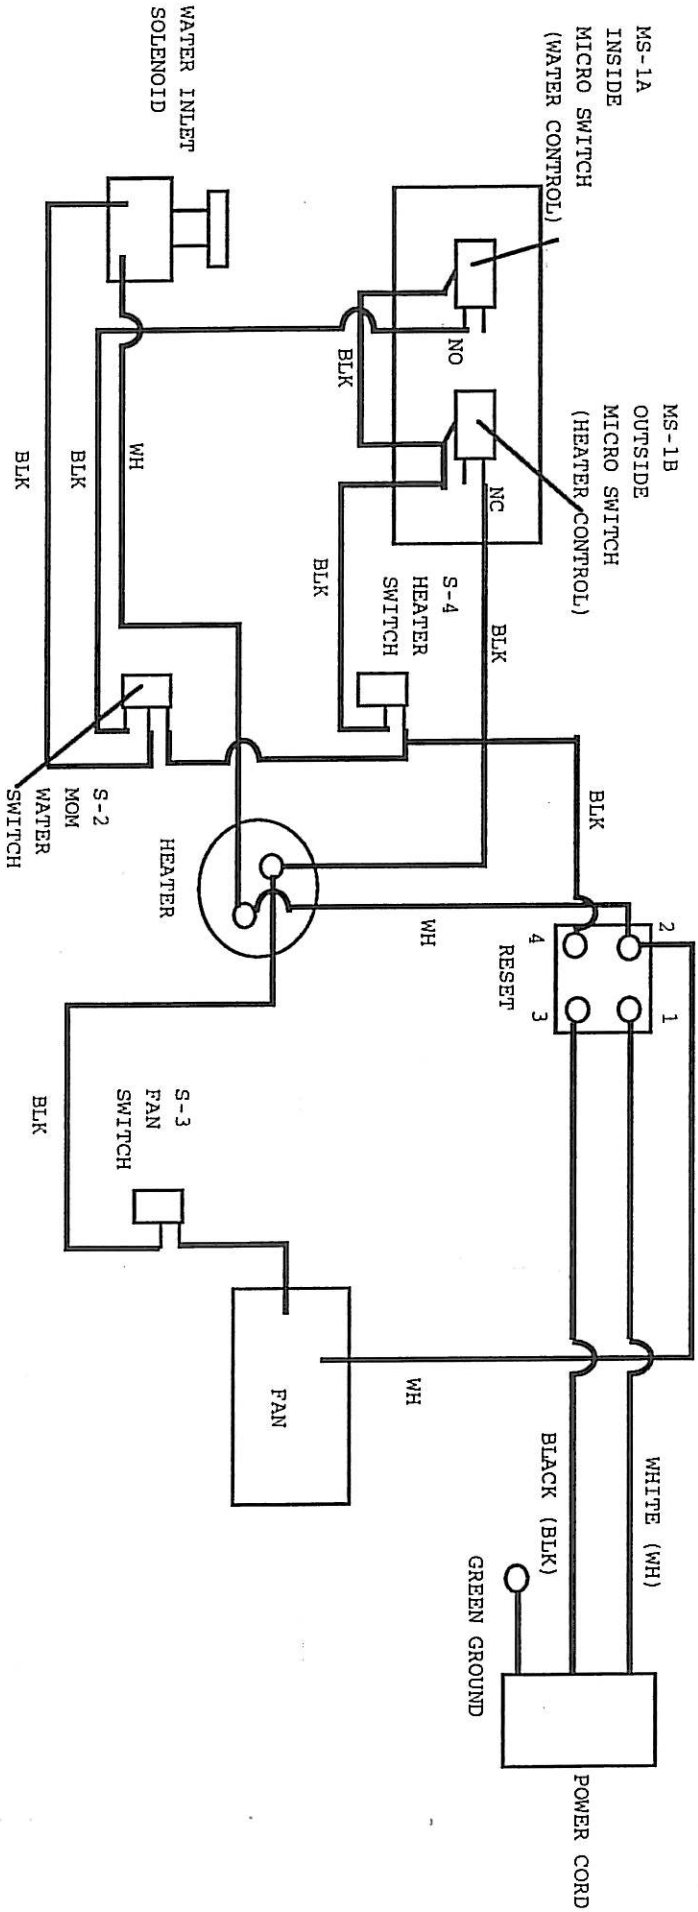 MS-1A
INSIDE
MICRO SWITCH
(WATER CONTROL)
MS-1B
OUTSIDE
MICRO SWITCH
(HEATER CONTROL)
WATER INLET
SOLENOID
NO
NC
BLK
BLK
BLK
WH
BLK
BLK
S-4
HEATER
SWITCH
S-2
MOM
WATER
SWITCH
HEATER
BLK
WH
2
1
4
3
RESET
S-3
FAN
SWITCH
BLK
FAN
WH
WHITE (WH)
BLACK (BLK)
GREEN GROUND
POWER CORD